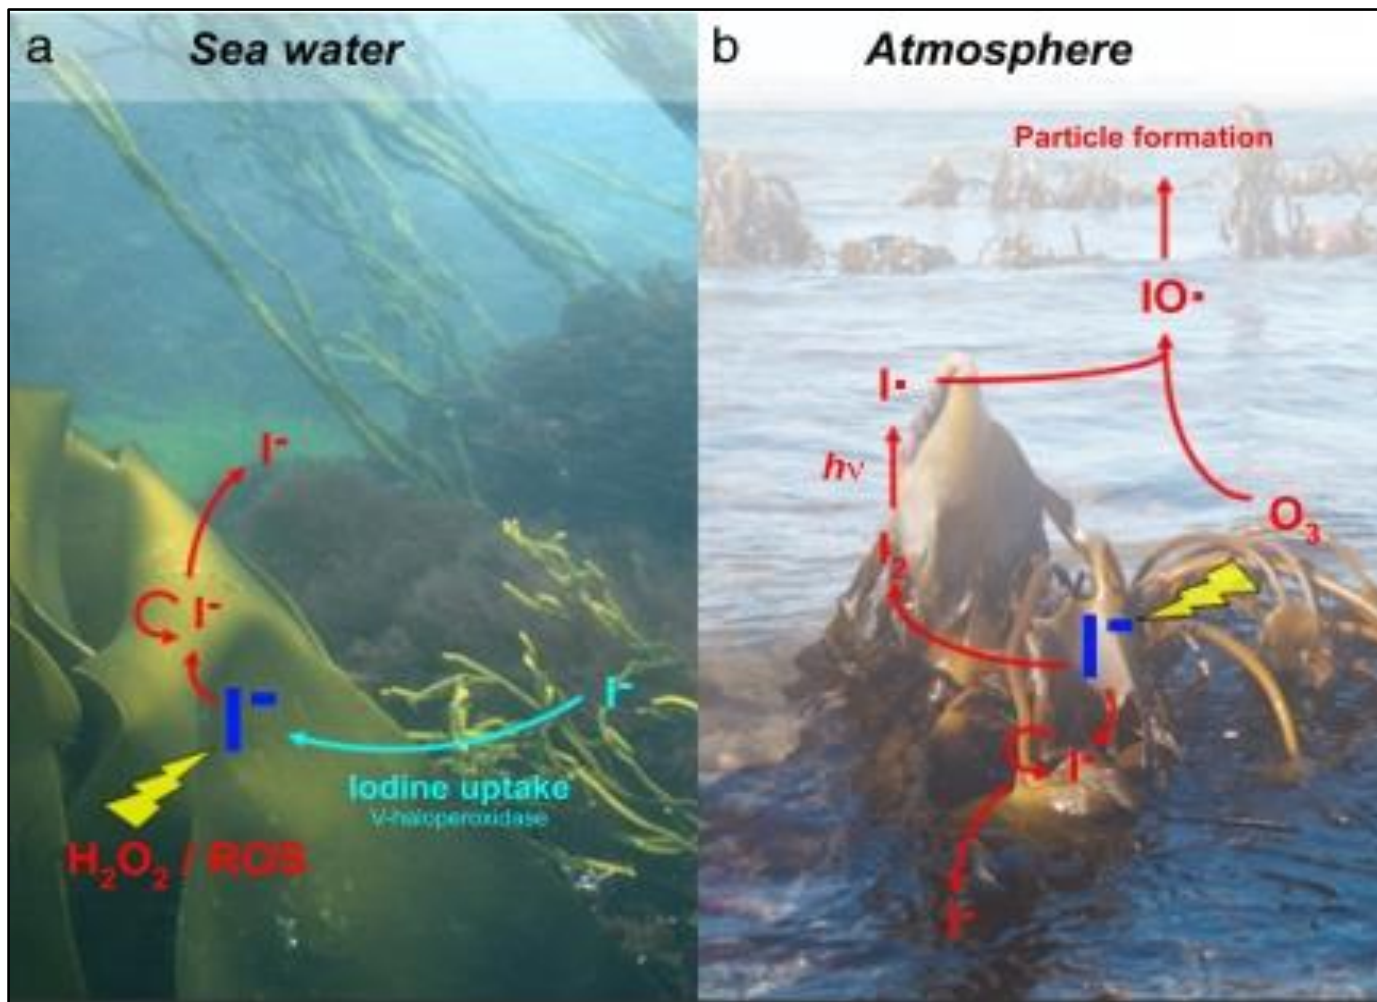 a
Sea water
I-
I-
I-
I-
Iodine uptake
V-haloperoxidase
H2O2 / ROS
b
Atmosphere
Particle formation
IO·
I·
hν
O3
I2
I-
I-
I-